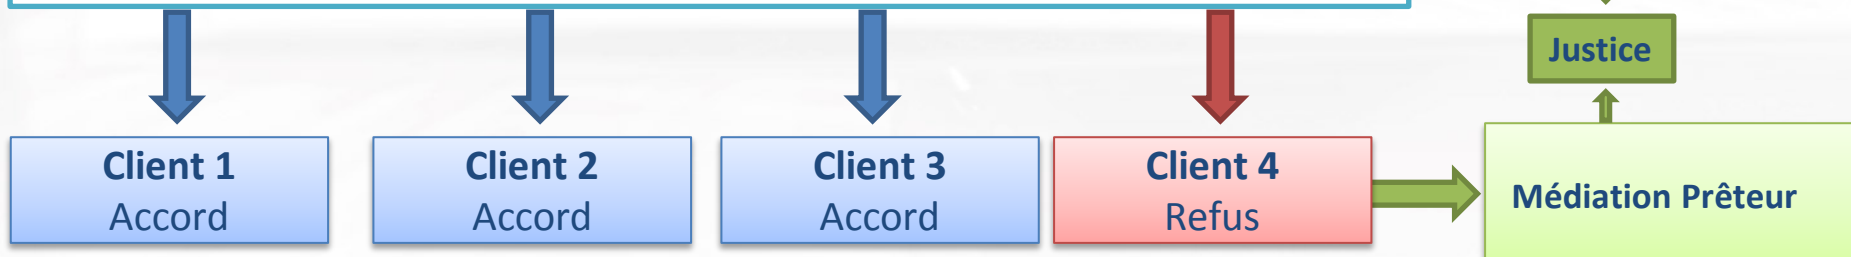 Justice
Client 1
Accord
Client 2
Accord
Client 3
Accord
Client 4
Refus
Médiation Prêteur